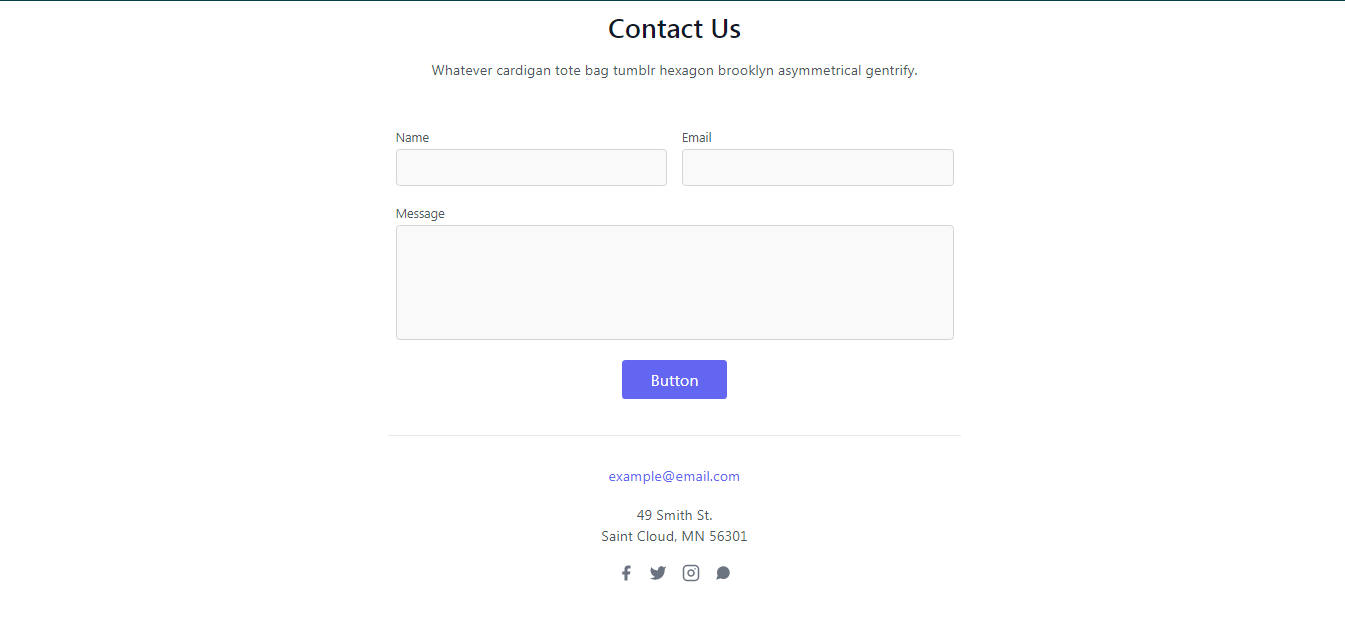 Contact Us
Whatever cardigan tote bag tumblr hexagon brooklyn asymmetrical gentrify.
Name
Email
Message
Button
example@email.com
49 Smith St.
Saint Cloud, MN 56301